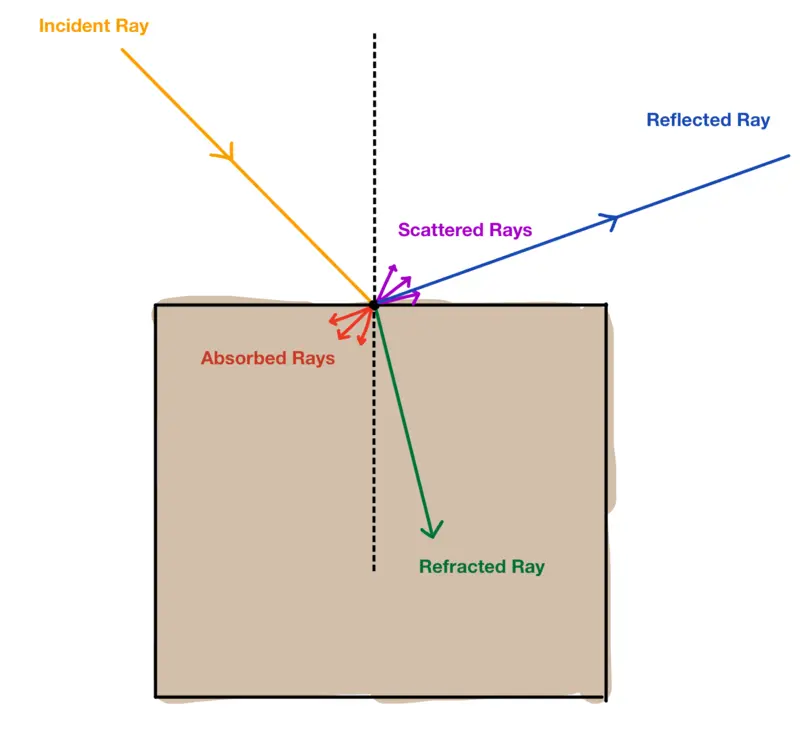 Incident Ray
Reflected Ray
Scattered Rays
Absorbed Rays
Refracted Ray